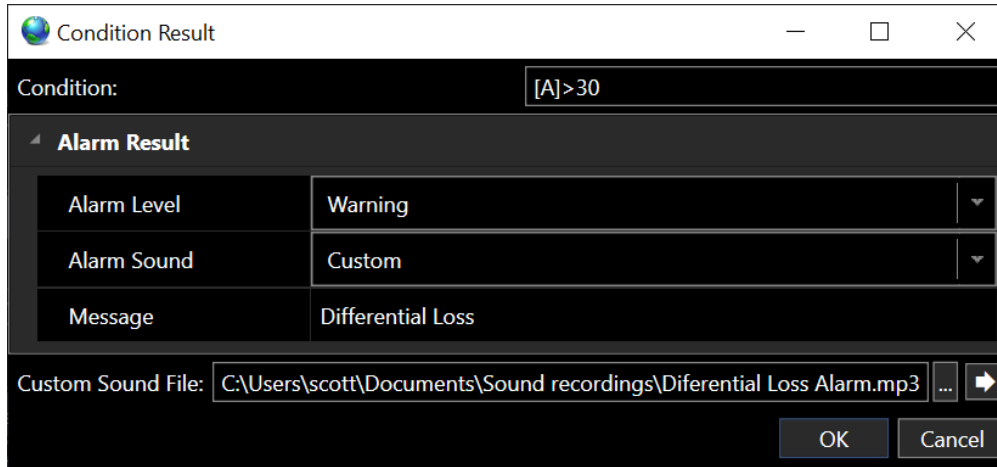 Condition Result
Condition: [A]>30
Alarm Result
Alarm Level Warning
Alarm Sound Custom
Message Differential Loss
Custom Sound File: C:\Users\scott\Documents\Sound recordings\Diferential Loss Alarm.mp3 ...
OK Cancel